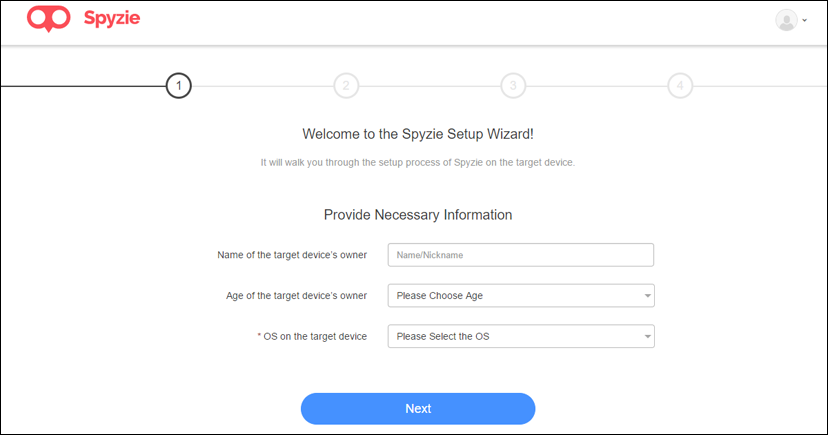 Spyzie
1 2 3 4
Welcome to the Spyzie Setup Wizard!
It will walk you through the setup process of Spyzie on the target device.
Provide Necessary Information
Name of the target device's owner Name/Nickname
Age of the target device's owner Please Choose Age
* OS on the target device Please Select the OS
Next